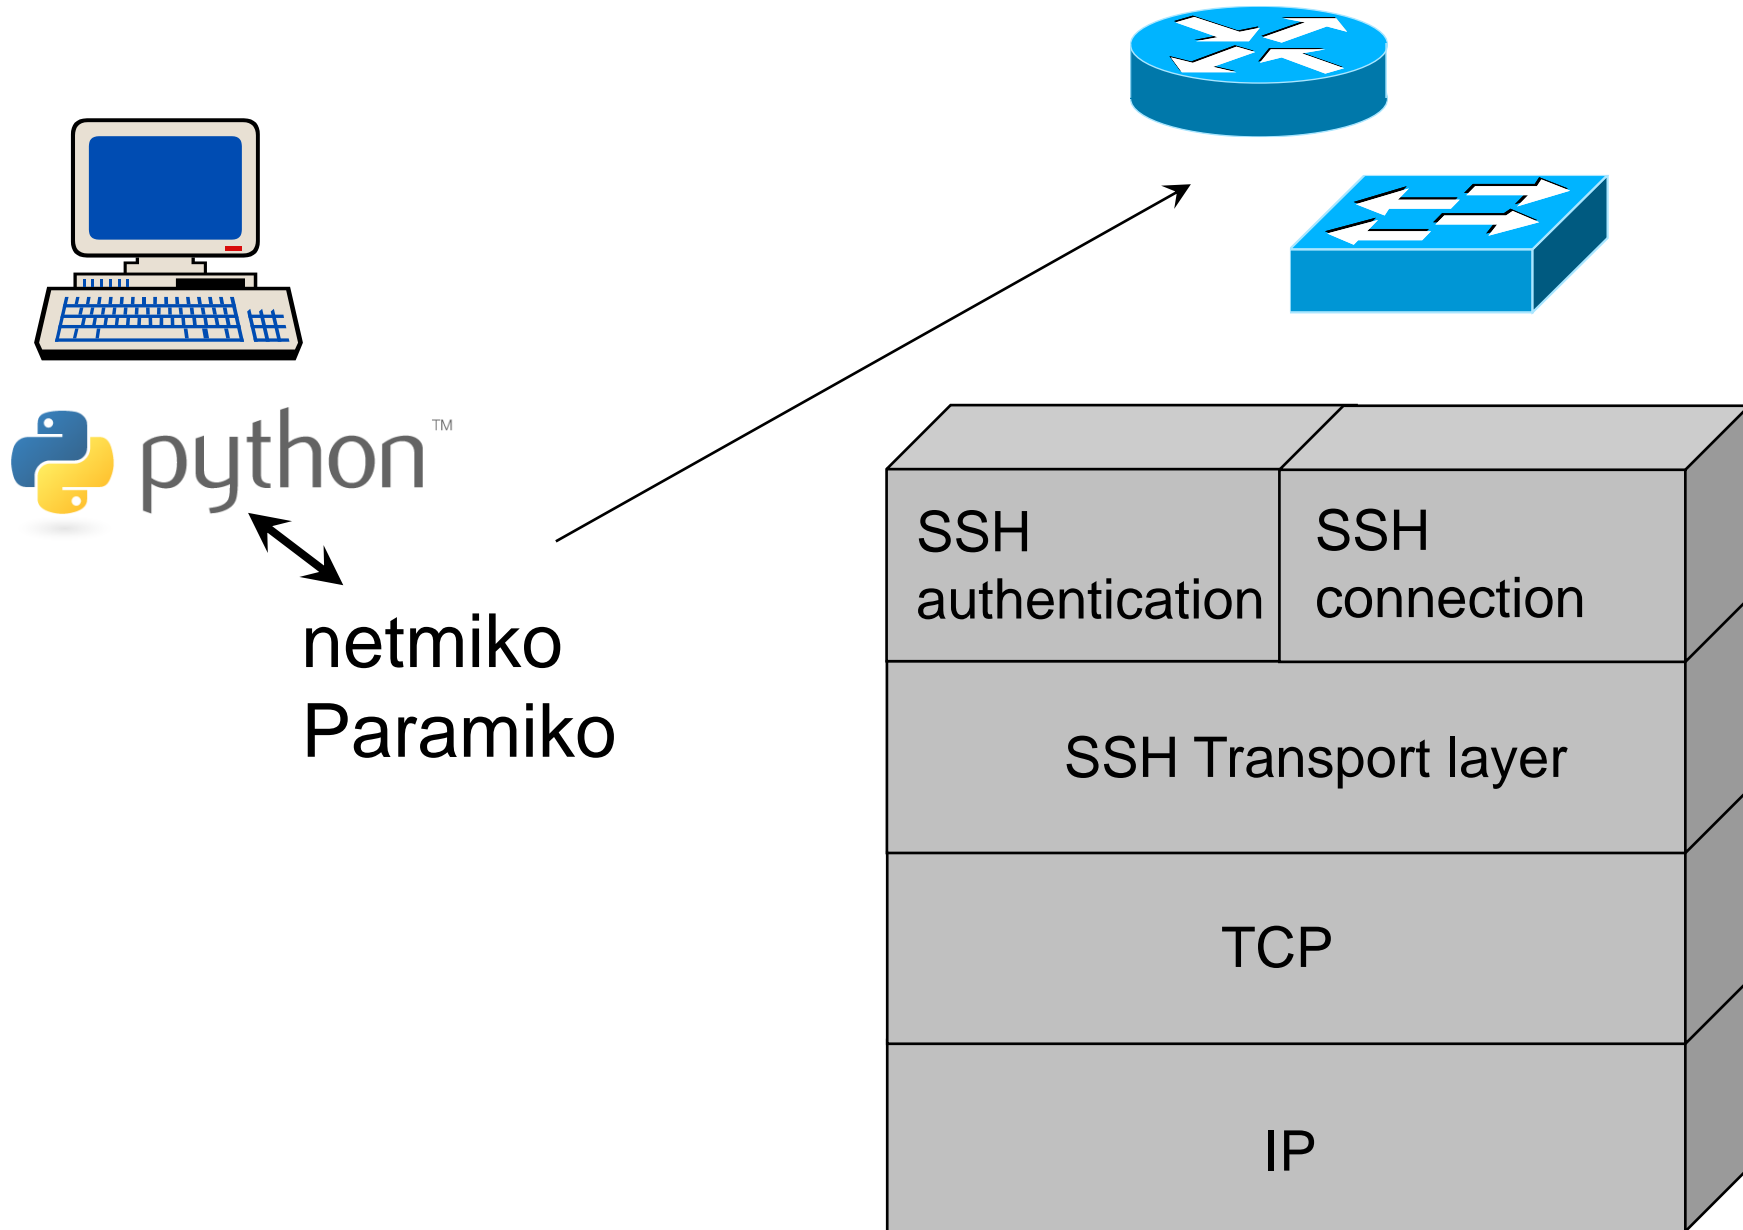 python™
netmiko
Paramiko
SSH
authentication
SSH
connection
SSH Transport layer
TCP
IP